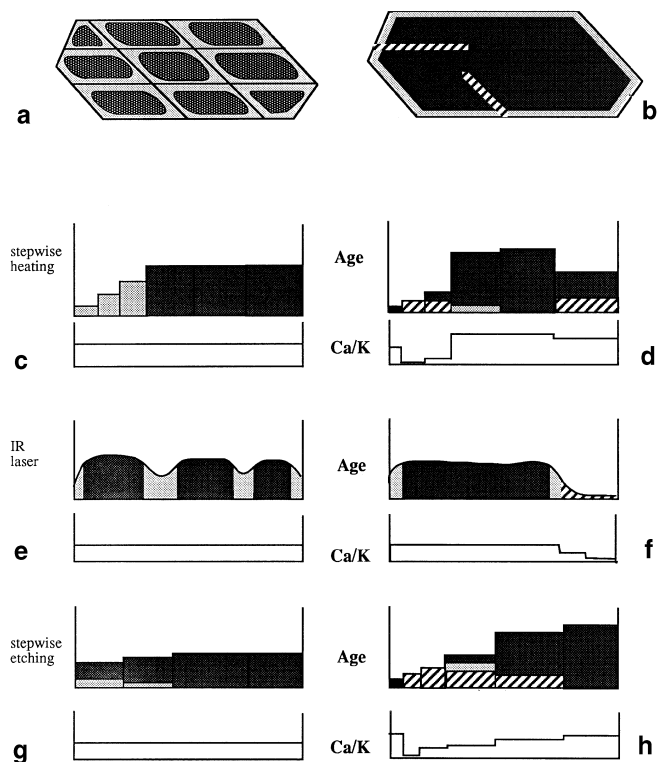 a
b
stepwise
heating
Age
Ca/K
c
d
IR
laser
Age
Ca/K
e
f
stepwise
etching
Age
Ca/K
g
h